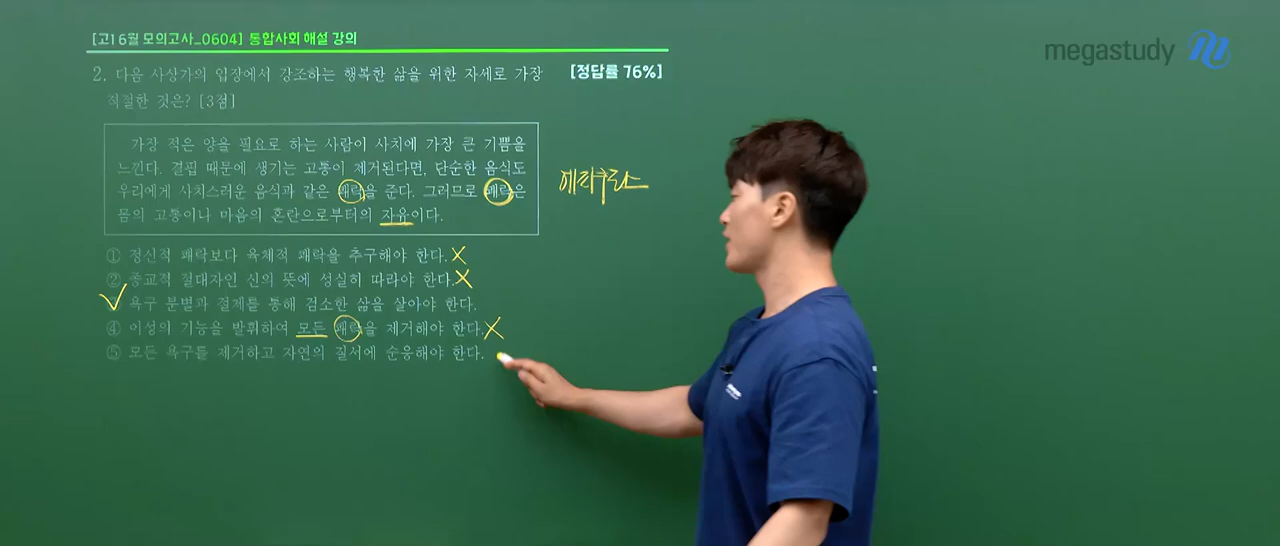 [고1 6월 모의고사_0604] 통합사회 해설 강의
megastudy
2. 다음 사상가의 입장에서 강조하는 행복한 삶을 위한 자세로 가장 [정답률 76%]
적절한 것은? [3점]
가장 적은 양을 필요로 하는 사람이 사치에 가장 큰 기쁨을
느낀다. 결핍 때문에 생기는 고통이 제거된다면, 단순한 음식도
우리에게 사치스러운 음식과 같은 쾌락을 준다. 그러므로 쾌락은
몸의 고통이나 마음의 혼란으로부터의 자유이다.
에피쿠로스
① 정신적 쾌락보다 육체적 쾌락을 추구해야 한다. X
② 종교적 절대자인 신의 뜻에 성실히 따라야 한다. X
✓ 욕구 분별과 절제를 통해 검소한 삶을 살아야 한다.
④ 이성의 기능을 발휘하여 모든 쾌락을 제거해야 한다. X
⑤ 모든 욕구를 제거하고 자연의 질서에 순응해야 한다.